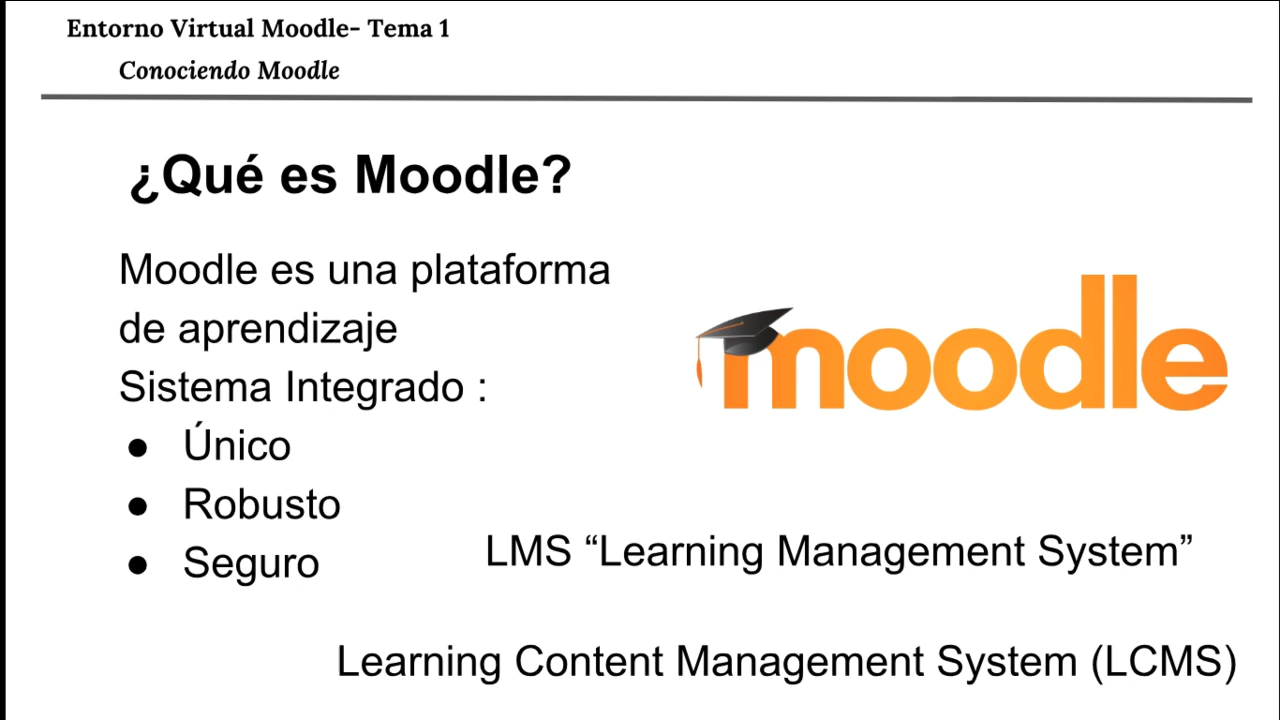 Entorno Virtual Moodle- Tema 1
Conociendo Moodle
¿Qué es Moodle?
Moodle es una plataforma
de aprendizaje
Sistema Integrado :
● Único
● Robusto
● Seguro
moodle
LMS “Learning Management System”
Learning Content Management System (LCMS)